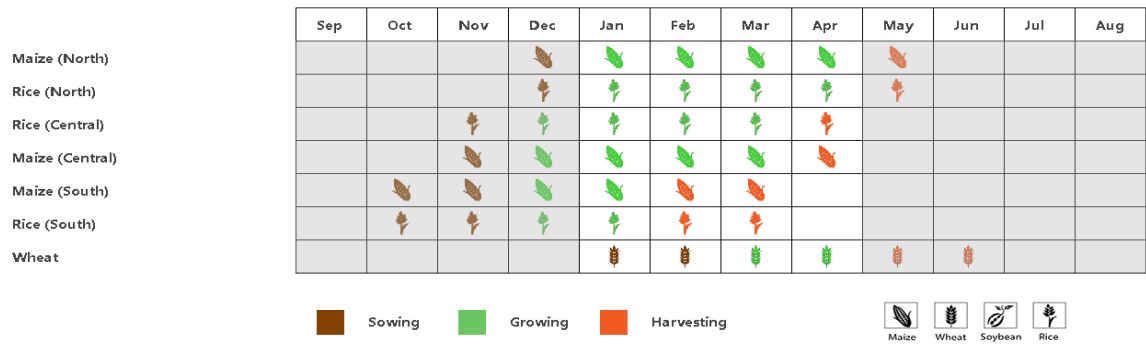 Sep Oct Nov Dec Jan Feb Mar Apr May Jun Jul Aug
Maize (North)
Rice (North)
Rice (Central)
Maize (Central)
Maize (South)
Rice (South)
Wheat
Sowing Growing Harvesting
Maize Wheat Soybean Rice